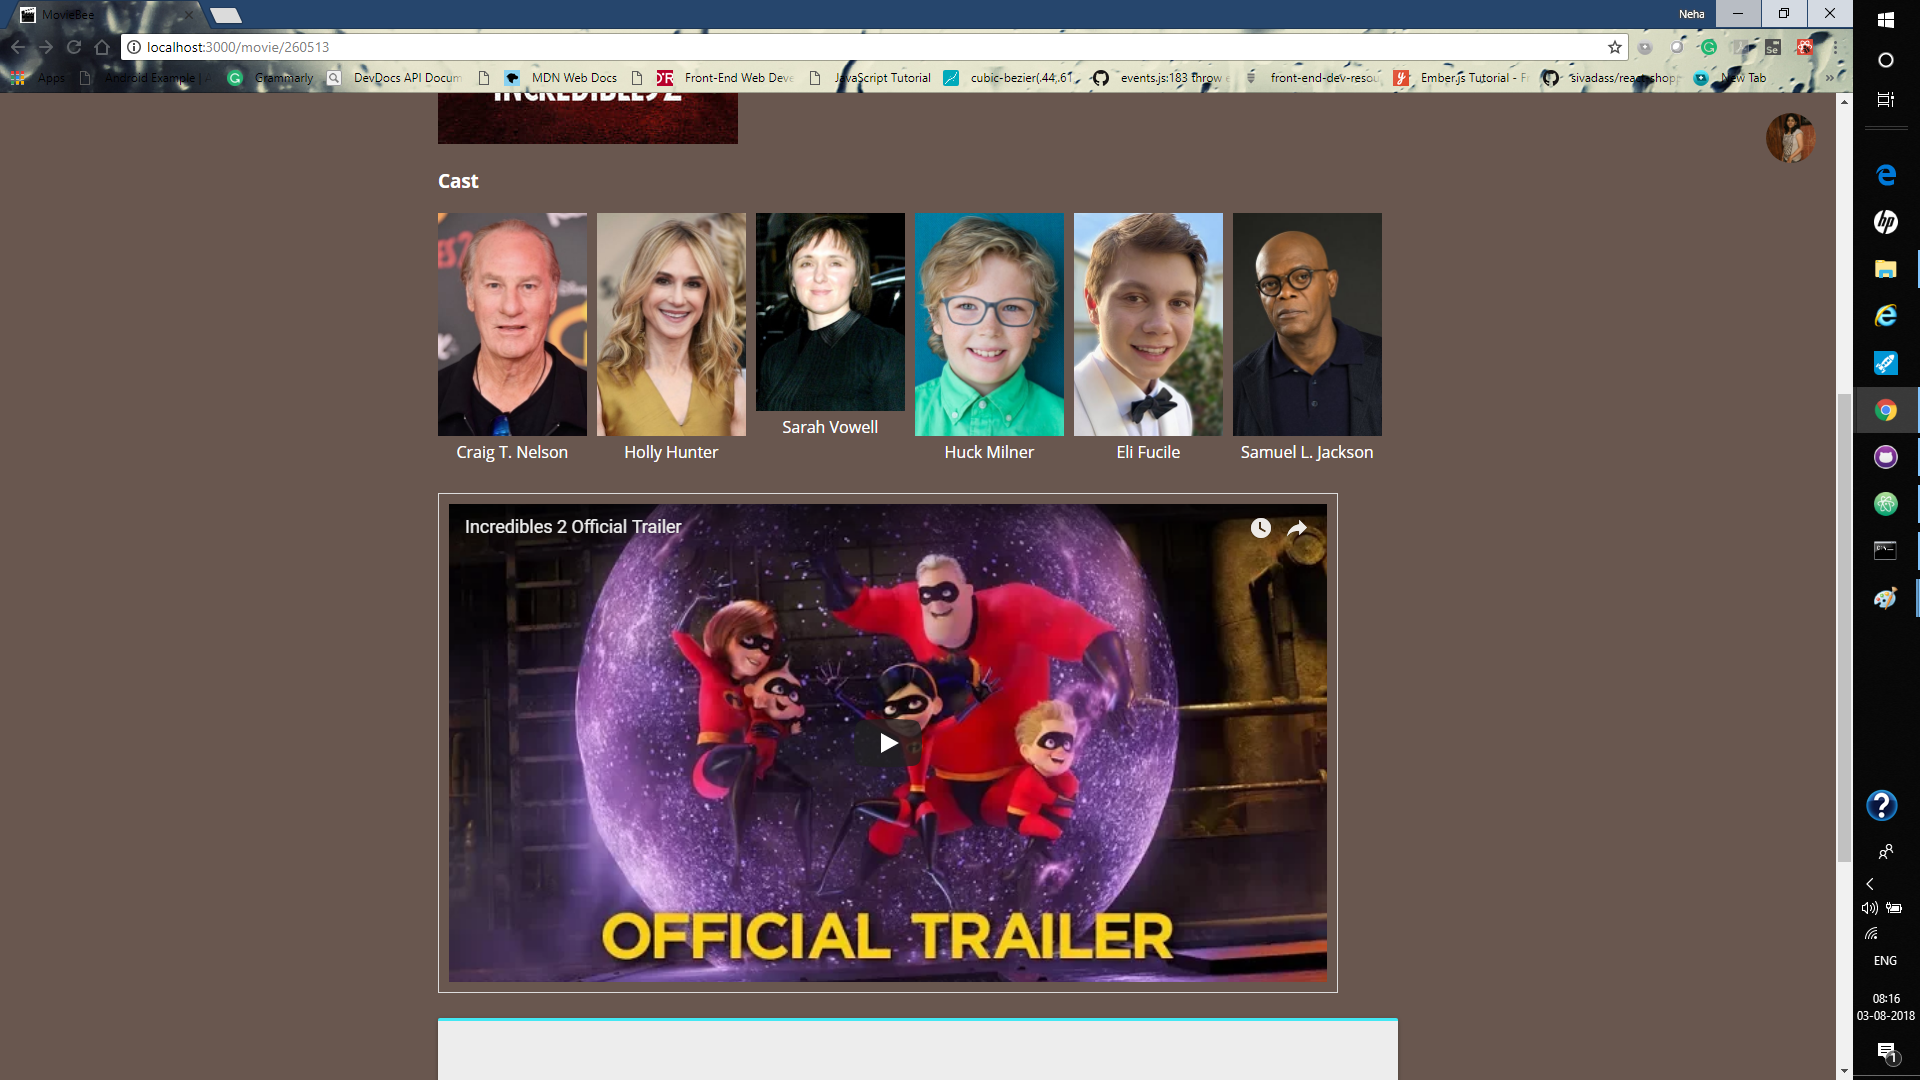 MovieBee
Neha
localhost:3000/movie/260513
Apps
Android Example | A
Grammarly
DevDocs API Docum
MDN Web Docs
Front-End Web Deve
JavaScript Tutorial
cubic-bezier(.44,.61
events.js:183 throw e
front-end-dev-resou
Ember.js Tutorial - Fr
sivadass/react-shopp
New Tab
INCREDIBLES 2
Cast
Craig T. Nelson
Holly Hunter
Sarah Vowell
Huck Milner
Eli Fucile
Samuel L. Jackson
Incredibles 2 Official Trailer
OFFICIAL TRAILER
ENG
08:16
03-08-2018
1